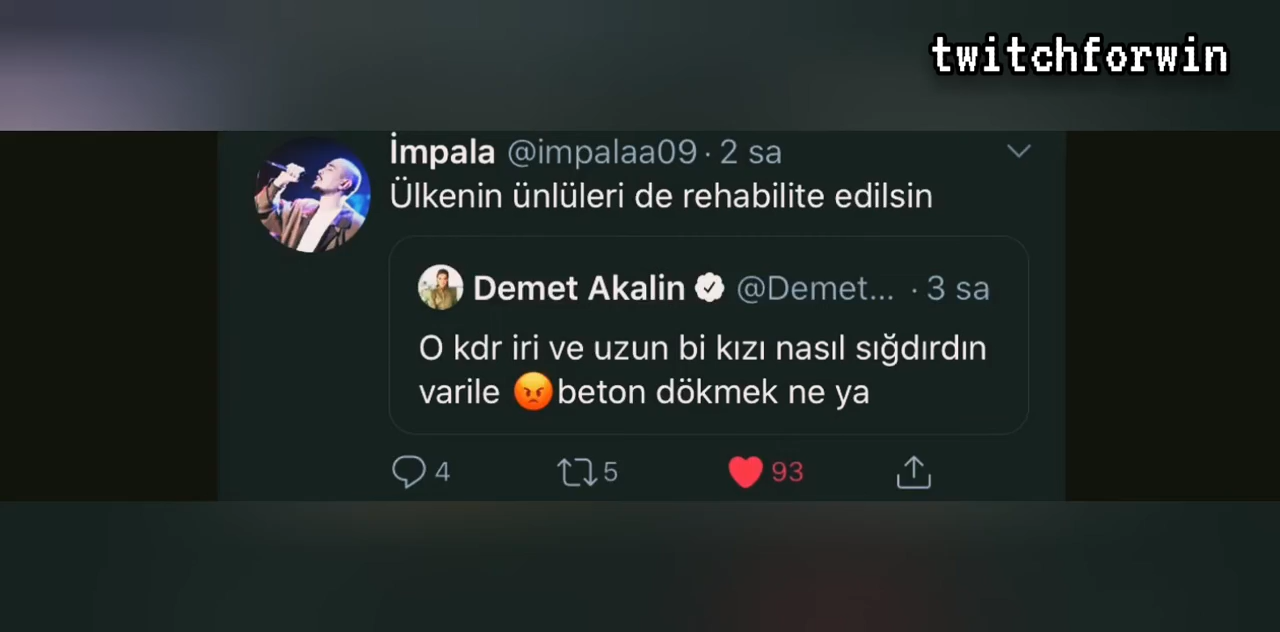 twitchforwin
İmpala @impalaa09 · 2 sa
Ülkenin ünlüleri de rehabilite edilsin
Demet Akalin @Demet... · 3 sa
O kdr iri ve uzun bi kızı nasıl sığdırdın
varile 😡beton dökmek ne ya
4 5 93